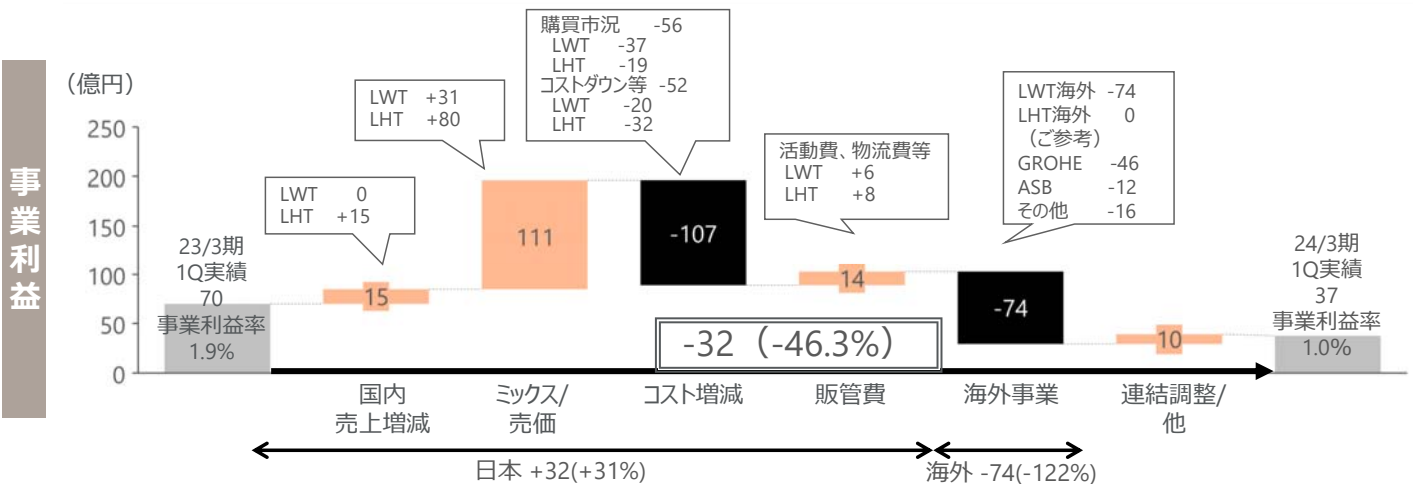 事業利益
（億円）
250
200
150
100
50
0
23/3期
1Q実績
70
事業利益率
1.9%
LWT 0
LHT +15
15
LWT +31
LHT +80
111
購買市況 -56
LWT -37
LHT -19
コストダウン等 -52
LWT -20
LHT -32
-107
活動費、物流費等
LWT +6
LHT +8
14
LWT海外 -74
LHT海外 0
（ご参考）
GROHE -46
ASB -12
その他 -16
-74
10
24/3期
1Q実績
37
事業利益率
1.0%
-32（-46.3%）
国内
売上増減
ミックス/
売価
コスト増減
販管費
海外事業
連結調整/
他
日本 +32(+31%)
海外 -74(-122%)